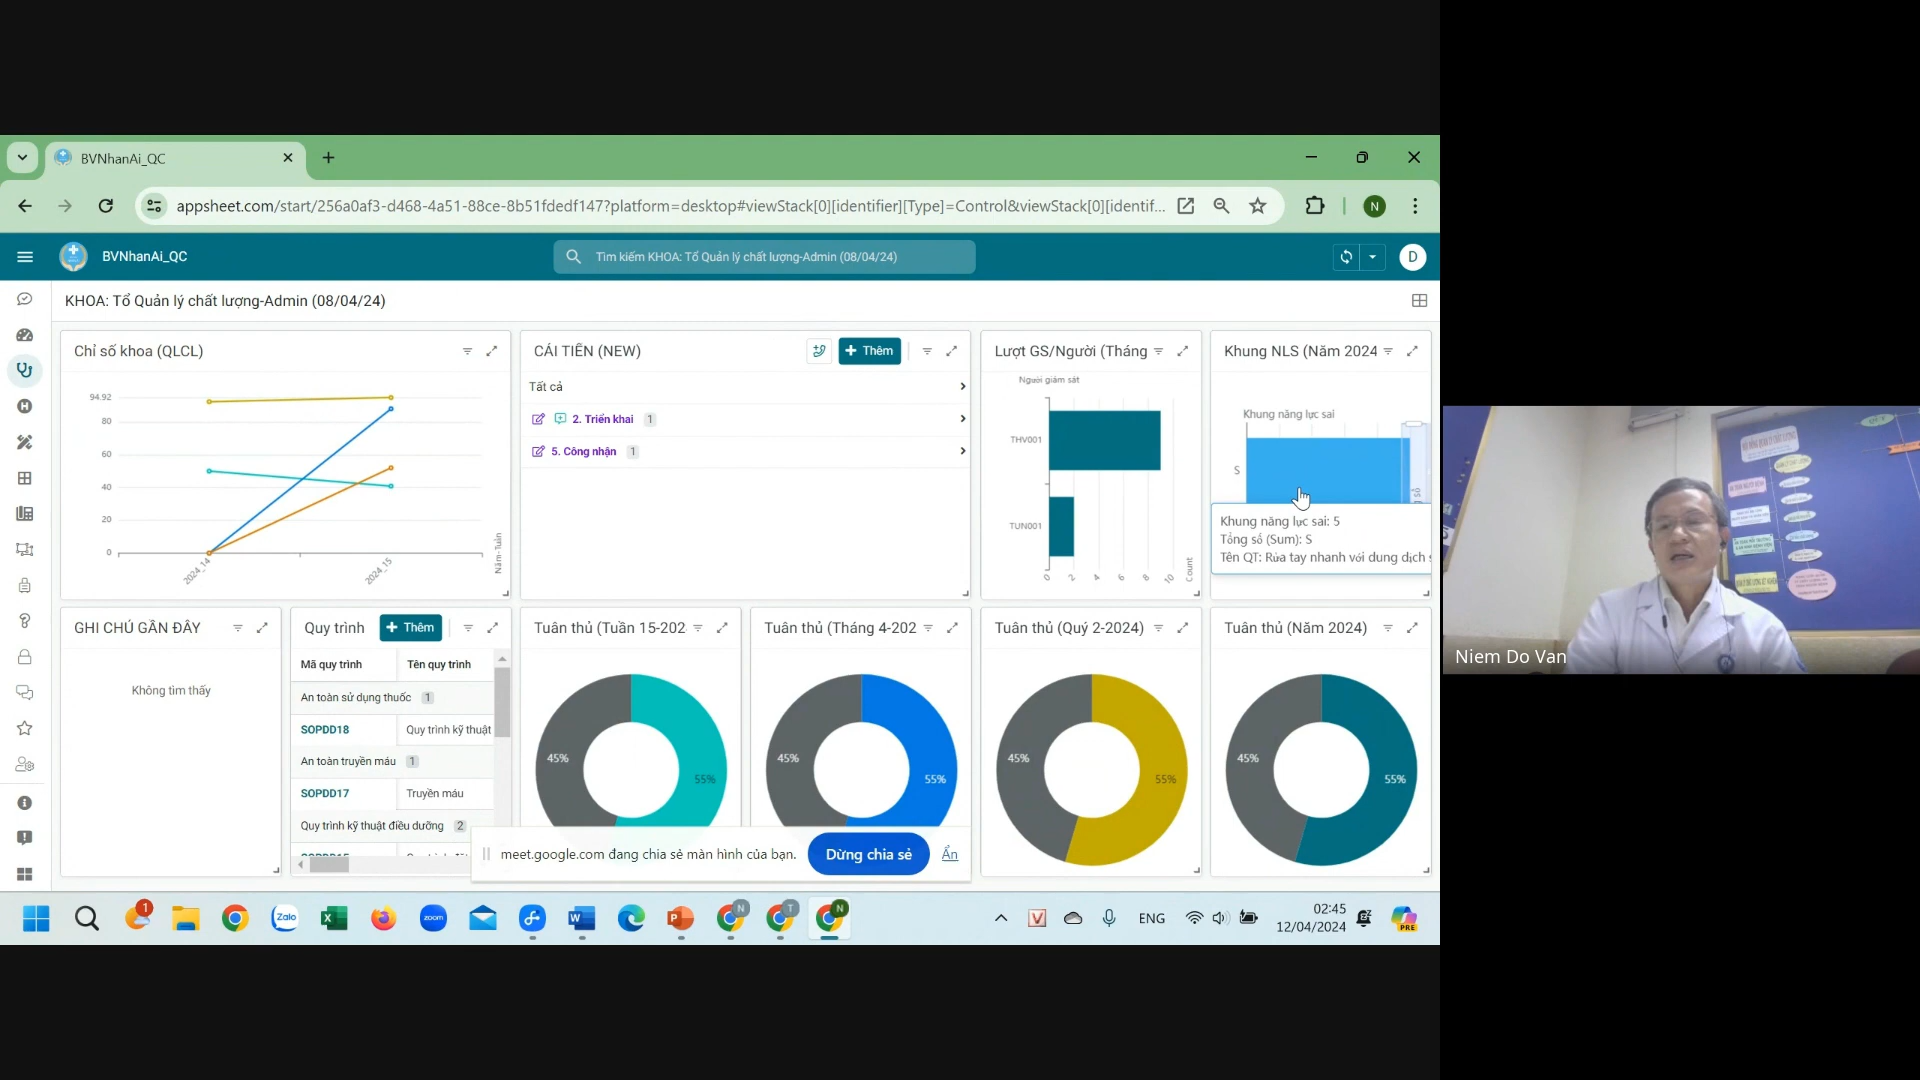 BVNhanAi_QC
appsheet.com/start/256a0af3-d468-4a51-88ce-8b51fdedf147?platform=desktop#viewStack[0][identifier][Type]=Control&viewStack[0][identif...
N
BVNhanAi_QC
Tìm kiếm KHOA: Tổ Quản lý chất lượng-Admin (08/04/24)
D
KHOA: Tổ Quản lý chất lượng-Admin (08/04/24)
Chỉ số khoa (QLCL)
94.92
80
60
40
20
0
2024_14
2024_15
Năm-Tuần
CẢI TIẾN (NEW)
Thêm
Tất cả
2. Triển khai 1
5. Công nhận 1
Lượt GS/Người (Tháng
Người giám sát
THV001
TUN001
0 2 4 6 8 10
Count
Khung NLS (Năm 2024
Khung năng lực sai
S
Khung năng lực sai: 5
Tổng số (Sum): S
Tên QT: Rửa tay nhanh với dung dịch s
GHI CHÚ GẦN ĐÂY
Không tìm thấy
Quy trình
Thêm
Mã quy trình Tên quy trình
An toàn sử dụng thuốc 1
SOPDD18 Quy trình kỹ thuật
An toàn truyền máu 1
SOPDD17 Truyền máu
Quy trình kỹ thuật điều dưỡng 2
Tuân thủ (Tuần 15-202
45%
55%
Tuân thủ (Tháng 4-202
45%
55%
Tuân thủ (Quý 2-2024)
45%
55%
Tuân thủ (Năm 2024)
45%
55%
meet.google.com đang chia sẻ màn hình của bạn.
Dừng chia sẻ
Ẩn
1
Zalo
zoom
N
T
N
V
ENG
02:45
12/04/2024
PRE
Niem Do Van